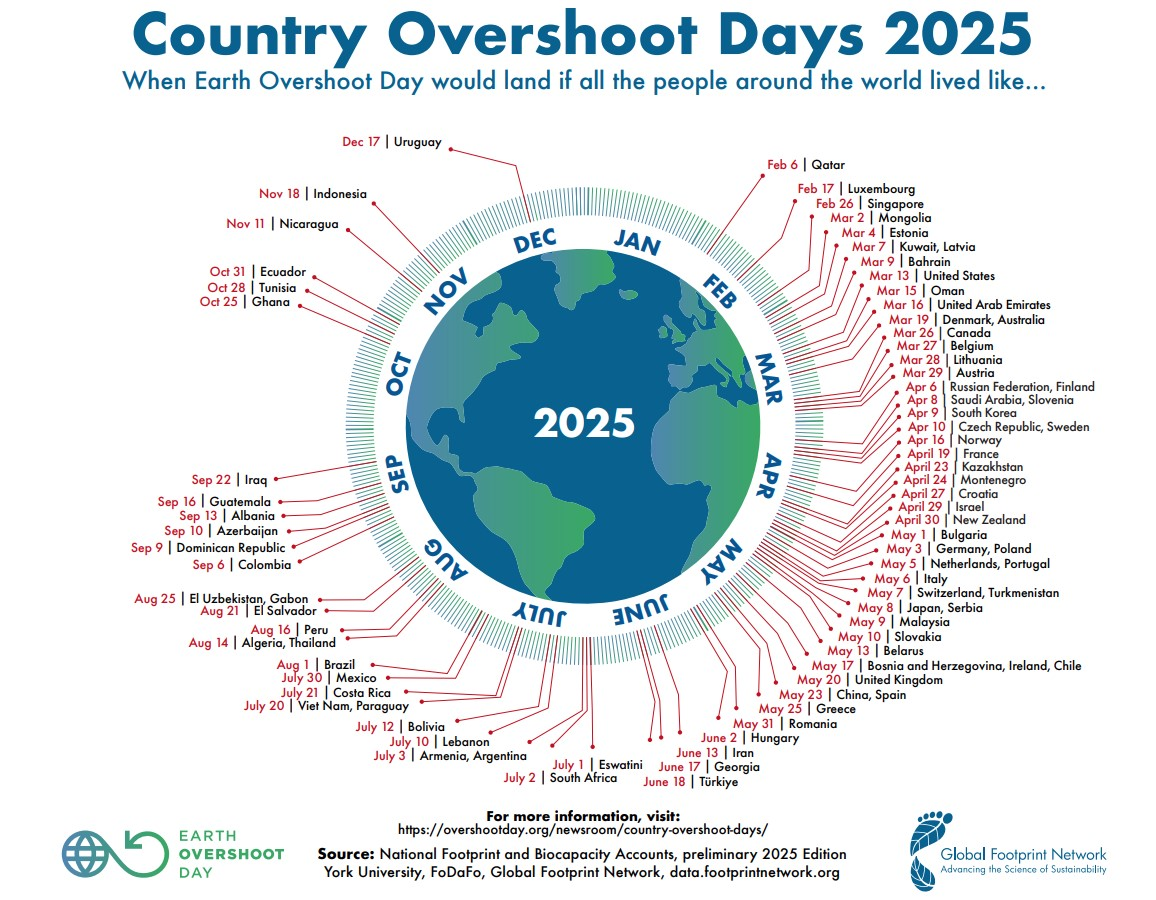 Country Overshoot Days 2025
When Earth Overshoot Day would land if all the people around the world lived like...
Dec 17 | Uruguay
Nov 18 | Indonesia
Nov 11 | Nicaragua
Oct 31 | Ecuador
Oct 28 | Tunisia
Oct 25 | Ghana
Sep 22 | Iraq
Sep 16 | Guatemala
Sep 13 | Albania
Sep 10 | Azerbaijan
Sep 9 | Dominican Republic
Sep 6 | Colombia
Aug 25 | El Uzbekistan, Gabon
Aug 21 | El Salvador
Aug 16 | Peru
Aug 14 | Algeria, Thailand
Aug 1 | Brazil
July 30 | Mexico
July 21 | Costa Rica
July 20 | Viet Nam, Paraguay
July 12 | Bolivia
July 10 | Lebanon
July 3 | Armenia, Argentina
July 1 | Eswatini
July 2 | South Africa
Feb 6 | Qatar
Feb 17 | Luxembourg
Feb 26 | Singapore
Mar 2 | Mongolia
Mar 4 | Estonia
Mar 7 | Kuwait, Latvia
Mar 9 | Bahrain
Mar 13 | United States
Mar 15 | Oman
Mar 16 | United Arab Emirates
Mar 19 | Denmark, Australia
Mar 26 | Canada
Mar 27 | Belgium
Mar 28 | Lithuania
Mar 29 | Austria
Apr 6 | Russian Federation, Finland
Apr 8 | Saudi Arabia, Slovenia
Apr 9 | South Korea
Apr 10 | Czech Republic, Sweden
Apr 16 | Norway
April 19 | France
April 23 | Kazakhstan
April 24 | Montenegro
April 27 | Croatia
April 29 | Israel
April 30 | New Zealand
May 1 | Bulgaria
May 3 | Germany, Poland
May 5 | Netherlands, Portugal
May 6 | Italy
May 7 | Switzerland, Turkmenistan
May 8 | Japan, Serbia
May 9 | Malaysia
May 10 | Slovakia
May 13 | Belarus
May 17 | Bosnia and Herzegovina, Ireland, Chile
May 20 | United Kingdom
May 23 | China, Spain
May 25 | Greece
May 31 | Romania
June 2 | Hungary
June 13 | Iran
June 17 | Georgia
June 18 | Türkiye
JAN
FEB
MAR
APR
MAY
JUNE
JULY
AUG
SEP
OCT
NOV
DEC
2025
For more information, visit:
https://overshootday.org/newsroom/country-overshoot-days/
Source: National Footprint and Biocapacity Accounts, preliminary 2025 Edition
York University, FoDaFo, Global Footprint Network, data.footprintnetwork.org
EARTH
OVERSHOOT
DAY
Global Footprint Network
Advancing the Science of Sustainability